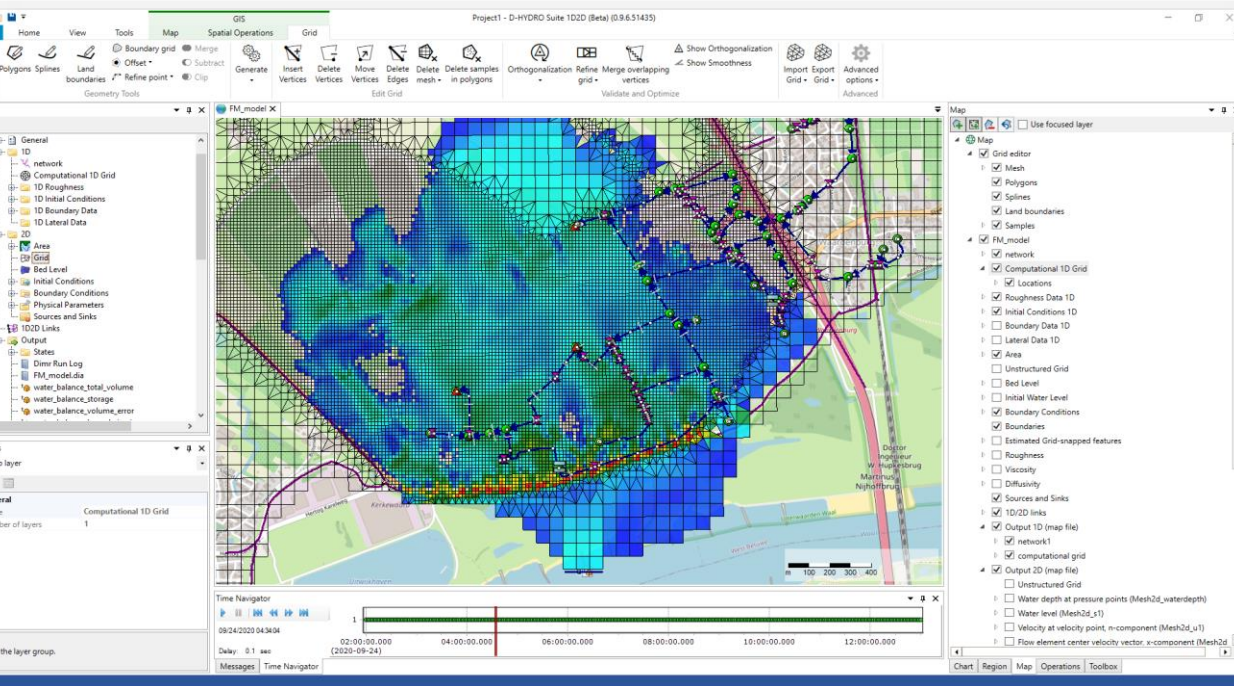 GIS
Project1 - D-HYDRO Suite 1D2D (Beta) (0.9.6.51435)
Home View Tools Map Spatial Operations Grid
Polygons Splines Land boundaries
Boundary grid
Offset
Refine point
Merge
Subtract
Clip
Generate
Insert Vertices
Delete Vertices
Move Vertices
Delete Edges
Delete mesh
Delete samples in polygons
Orthogonalization
Refine grid
Merge overlapping vertices
Show Orthogonalization
Show Smoothness
Import Grid
Export Grid
Advanced options
Geometry Tools
Edit Grid
Validate and Optimize
Advanced
General
1D
network
Computational 1D Grid
1D Roughness
1D Initial Conditions
1D Boundary Data
1D Lateral Data
2D
Area
Grid
Bed Level
Initial Conditions
Boundary Conditions
Physical Parameters
Sources and Sinks
1D2D Links
Output
States
Dimr Run Log
FM_model.dia
water_balance_total_volume
water_balance_storage
water_balance_volume_error
Computational 1D Grid
ber of layers 1
the layer group.
FM_model
Hertog Karelweg
Kerkewaard
Doctor
Ingenieur
W. Hupkesbrug
Martinus
Nijhoffbrug
m 100 200 300 400
Time Navigator
1
09/24/2020 04:34:04
Delay: 0.1 sec
02:00:00.000 04:00:00.000 06:00:00.000 08:00:00.000 10:00:00.000 12:00:00.000
(2020-09-24)
Messages Time Navigator
Map
Use focused layer
Map
Grid editor
Mesh
Polygons
Splines
Land boundaries
Samples
FM_model
network
Computational 1D Grid
Locations
Roughness Data 1D
Initial Conditions 1D
Boundary Data 1D
Lateral Data 1D
Area
Unstructured Grid
Bed Level
Initial Water Level
Boundary Conditions
Boundaries
Estimated Grid-snapped features
Roughness
Viscosity
Diffusivity
Sources and Sinks
1D/2D links
Output 1D (map file)
network1
computational grid
Output 2D (map file)
Unstructured Grid
Water depth at pressure points (Mesh2d_waterdepth)
Water level (Mesh2d_s1)
Velocity at velocity point, n-component (Mesh2d_u1)
Flow element center velocity vector, x-component (Mesh2d
Chart Region Map Operations Toolbox